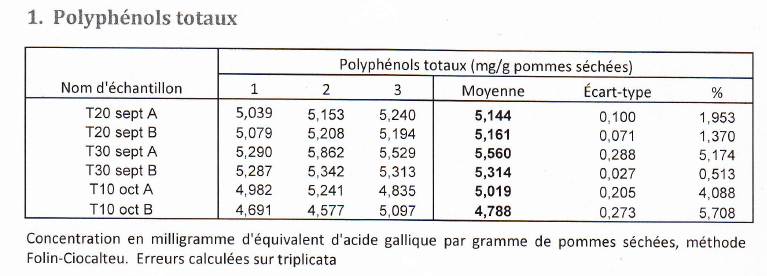 1. Polyphénols totaux
Polyphénols totaux (mg/g pommes séchées)
Nom d'échantillon 1 2 3 Moyenne Écart-type %
T20 sept A 5,039 5,153 5,240 5,144 0,100 1,953
T20 sept B 5,079 5,208 5,194 5,161 0,071 1,370
T30 sept A 5,290 5,862 5,529 5,560 0,288 5,174
T30 sept B 5,287 5,342 5,313 5,314 0,027 0,513
T10 oct A 4,982 5,241 4,835 5,019 0,205 4,088
T10 oct B 4,691 4,577 5,097 4,788 0,273 5,708
Concentration en milligramme d'équivalent d'acide gallique par gramme de pommes séchées, méthode
Folin-Ciocalteu. Erreurs calculées sur triplicata